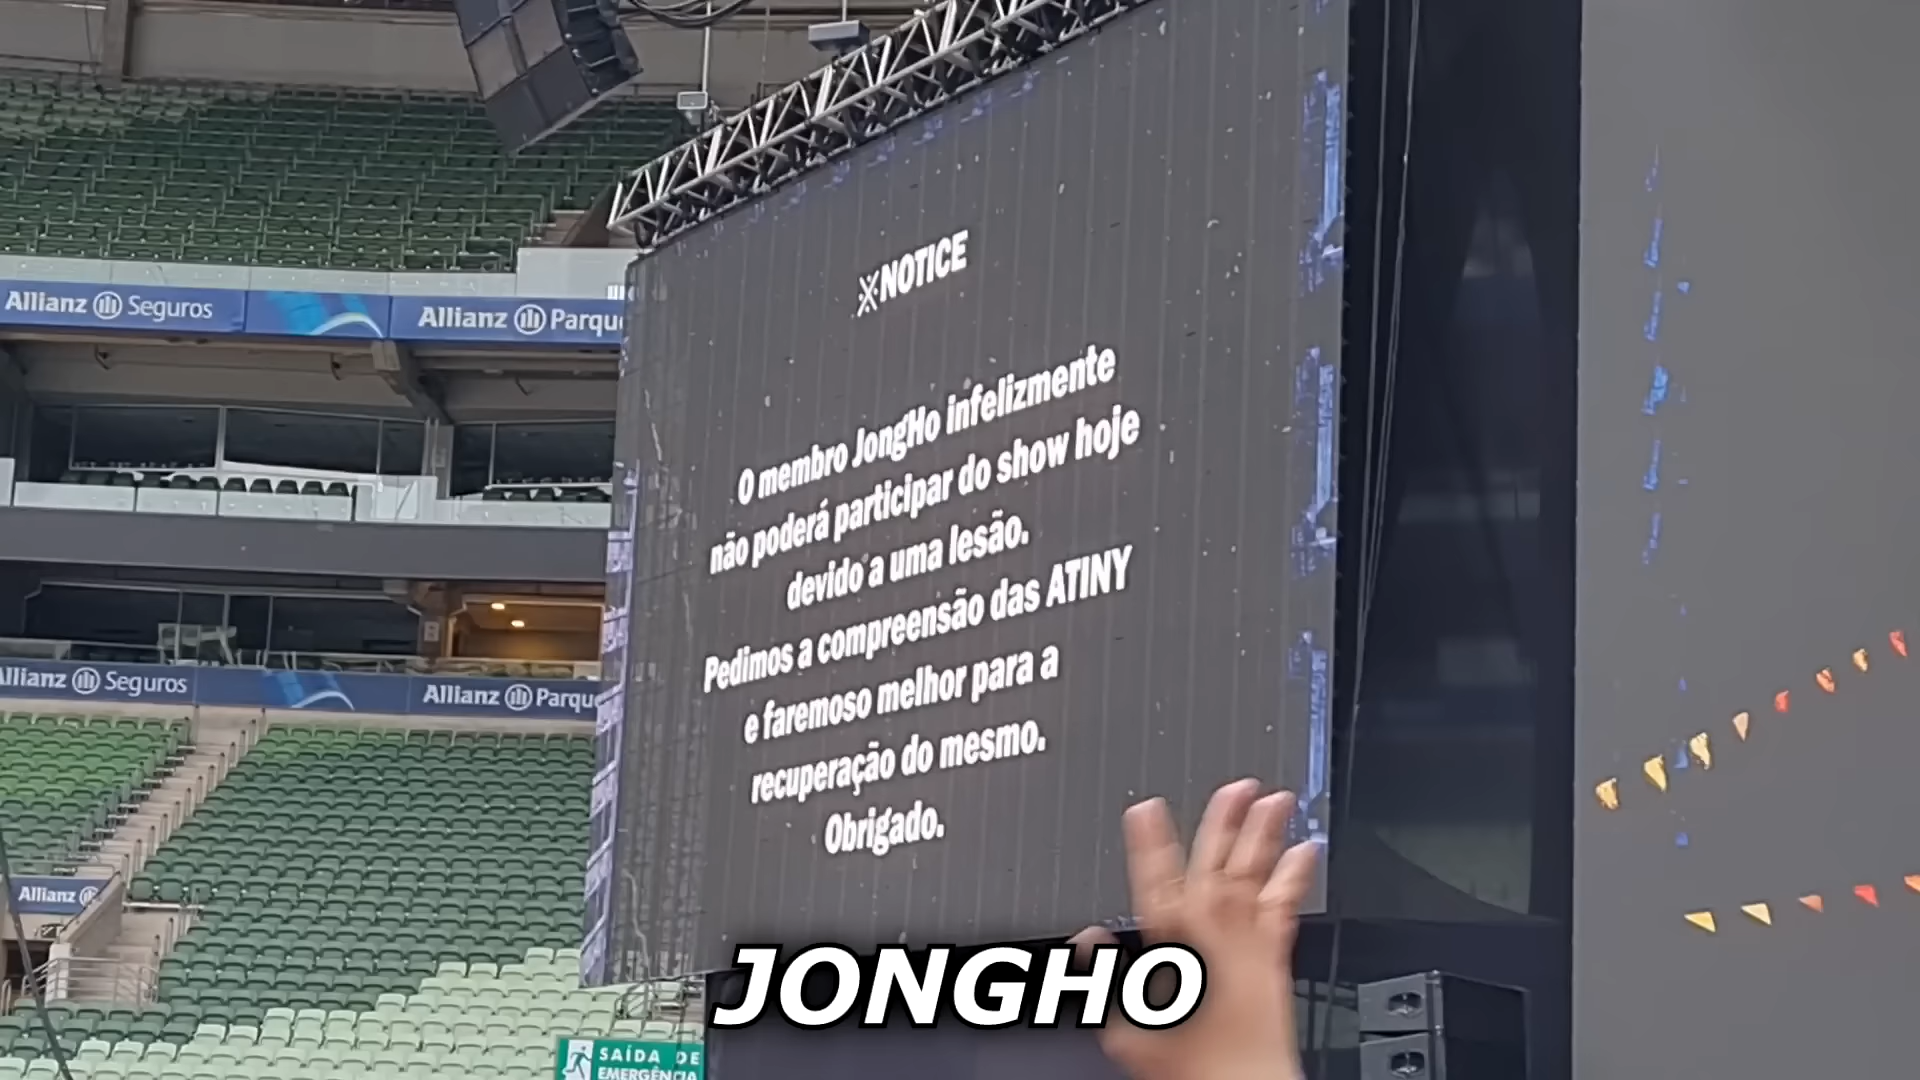 Allianz Seguros
Allianz Parqu
※NOTICE
O membro JongHo infelizmente
não poderá participar do show hoje
devido a uma lesão.
Pedimos a compreensão das ATINY
e faremoso melhor para a
recuperação do mesmo.
Obrigado.
Allianz Seguros
Allianz Parque
Allianz
JONGHO
SAÍDA DE
EMERGÊNCIA